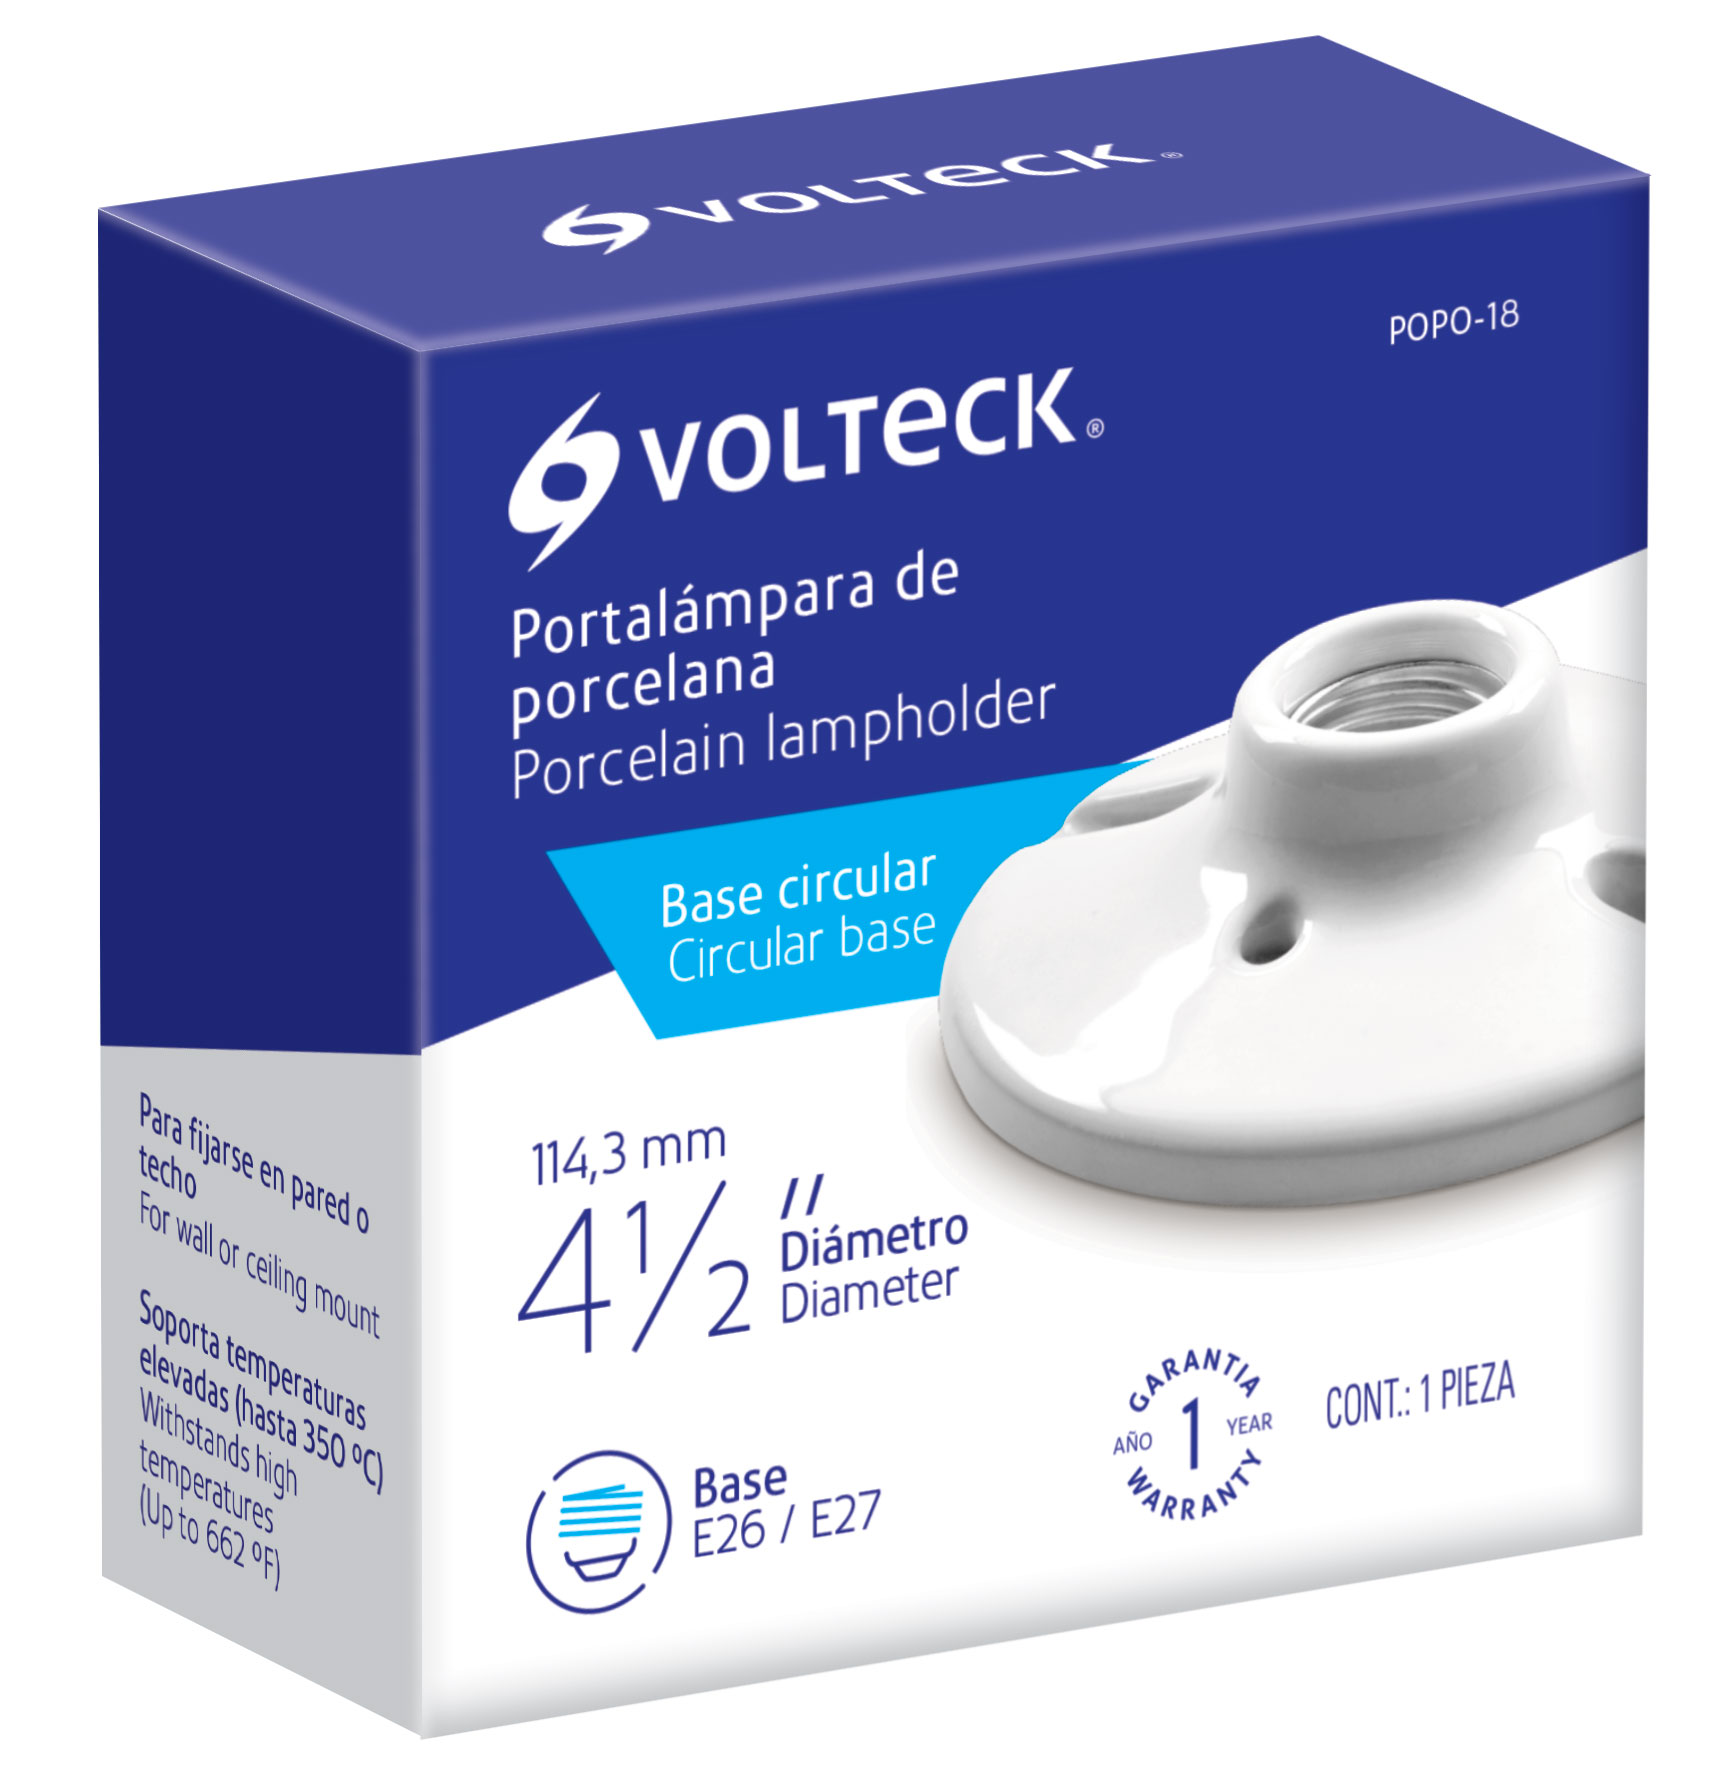 VOLTECK®
POPO-18
VOLTECK®
Portalámpara de
porcelana
Porcelain lampholder
Base circular
Circular base
114,3 mm
4 1/2 "
Diámetro
Diameter
Base
E26 / E27
GARANTIA
AÑO 1 YEAR
WARRANTY
CONT.: 1 PIEZA
Para fijarse en pared o
techo
For wall or ceiling mount
Soporta temperaturas
elevadas (hasta 350 ºC)
Withstands high
temperatures
(Up to 662 ºF)